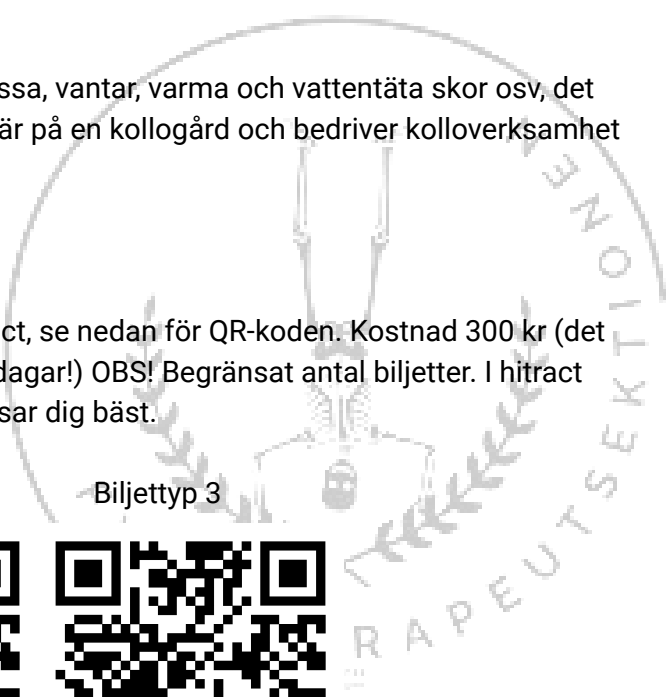 ssa, vantar, varma och vattentäta skor osv, det
är på en kollogård och bedriver kolloverksamhet
ct, se nedan för QR-koden. Kostnad 300 kr (det
dagar!) OBS! Begränsat antal biljetter. I hitract
sar dig bäst.
Biljettyp 3
RAPEUTSEKTIONEN